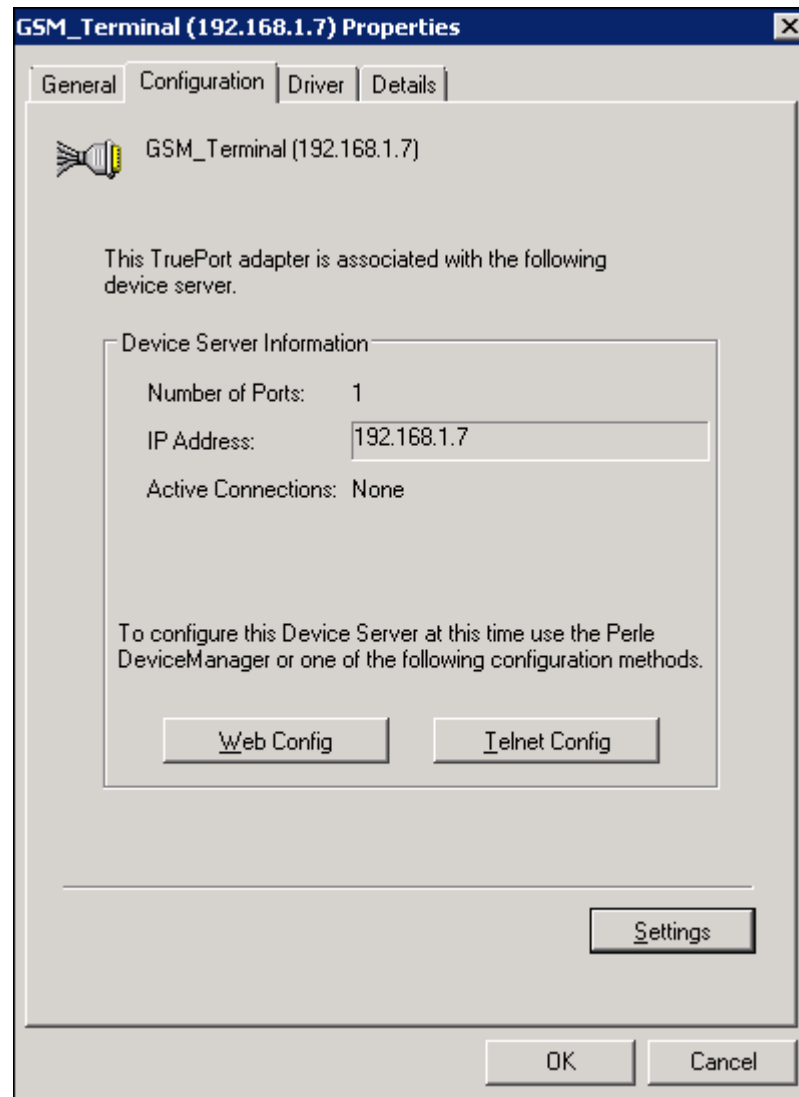 GSM_Terminal (192.168.1.7) Properties
General Configuration Driver Details
GSM_Terminal (192.168.1.7)
This TruePort adapter is associated with the following
device server.
Device Server Information
Number of Ports: 1
IP Address: 192.168.1.7
Active Connections: None
To configure this Device Server at this time use the Perle
DeviceManager or one of the following configuration methods.
Web Config Telnet Config
Settings
OK Cancel